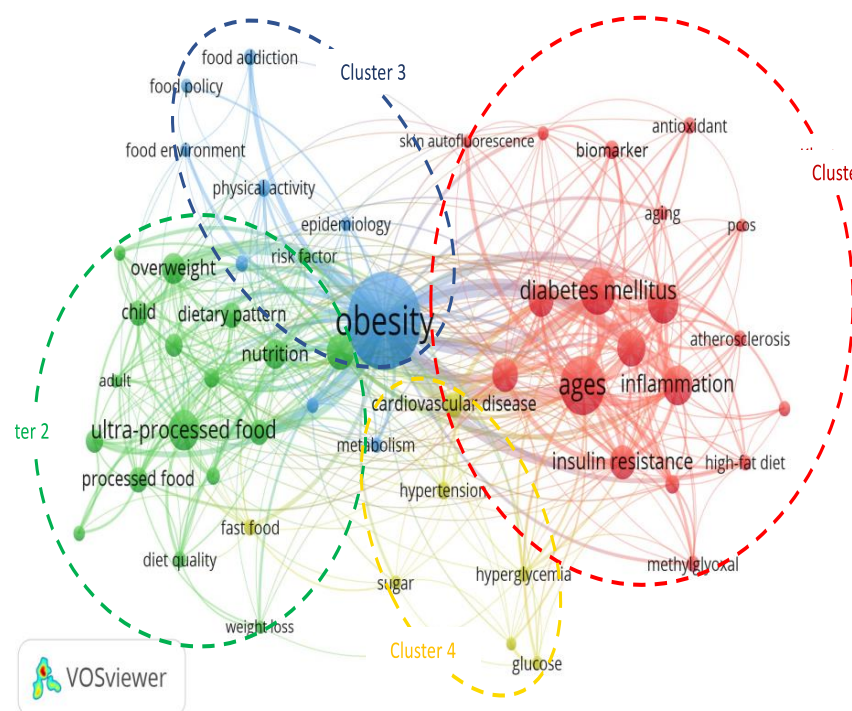 food addiction
Cluster 3
food policy
antioxidant
skin autofluorescence
biomarker
food environment
Cluste
physical activity
aging
epidemiology
pcos
risk factor
overweight
diabetes mellitus
child
dietary pattern
obesity
atherosclerosis
nutrition
adult
ages
inflammation
cardiovascular disease
ter 2
ultra-processed food
metabolism
insulin resistance
high-fat diet
processed food
hypertension
fast food
diet quality
methylglyoxal
hyperglycemia
sugar
weight loss
Cluster 4
glucose
VOSviewer